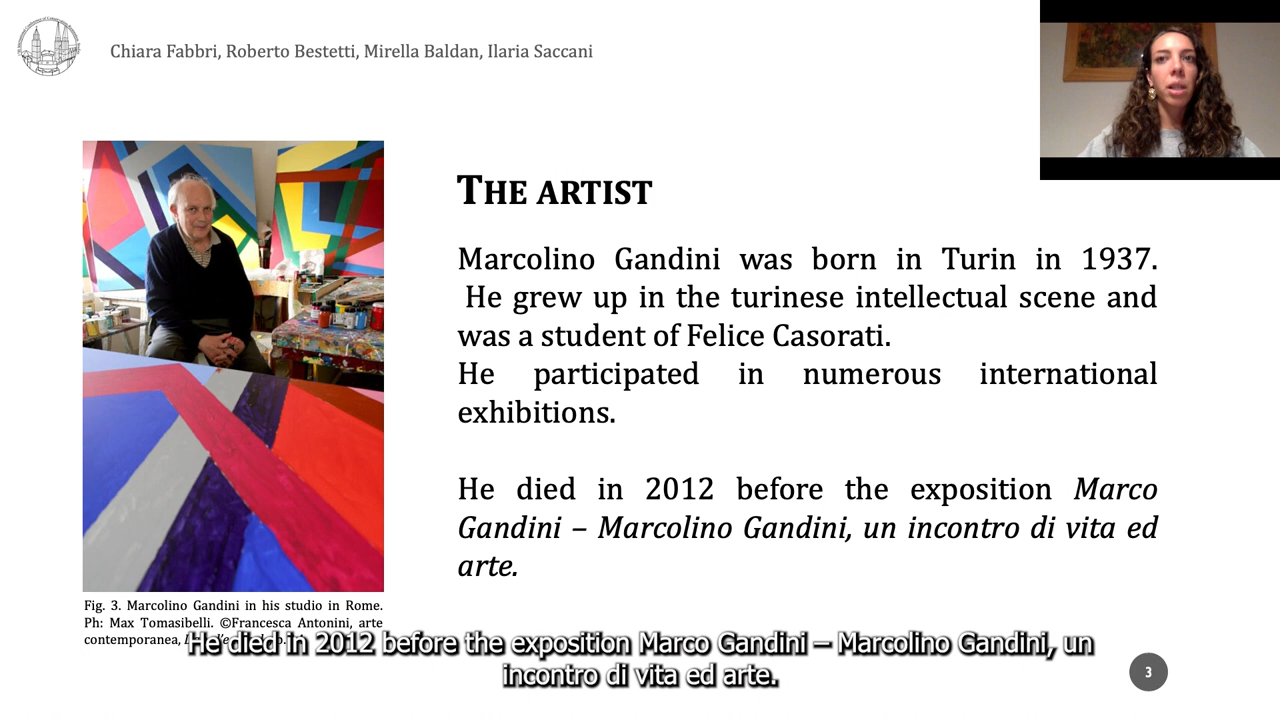 Chiara Fabbri, Roberto Bestetti, Mirella Baldan, Ilaria Saccani
THE ARTIST
Marcolino Gandini was born in Turin in 1937.
He grew up in the turinese intellectual scene and
was a student of Felice Casorati.
He participated in numerous international
exhibitions.
He died in 2012 before the exposition Marco
Gandini – Marcolino Gandini, un incontro di vita ed
arte.
Fig. 3. Marcolino Gandini in his studio in Rome.
Ph: Max Tomasibelli. ©Francesca Antonini, arte
contemporanea,
He died in 2012 before the exposition Marco Gandini – Marcolino Gandini, un
incontro di vita ed arte.
3